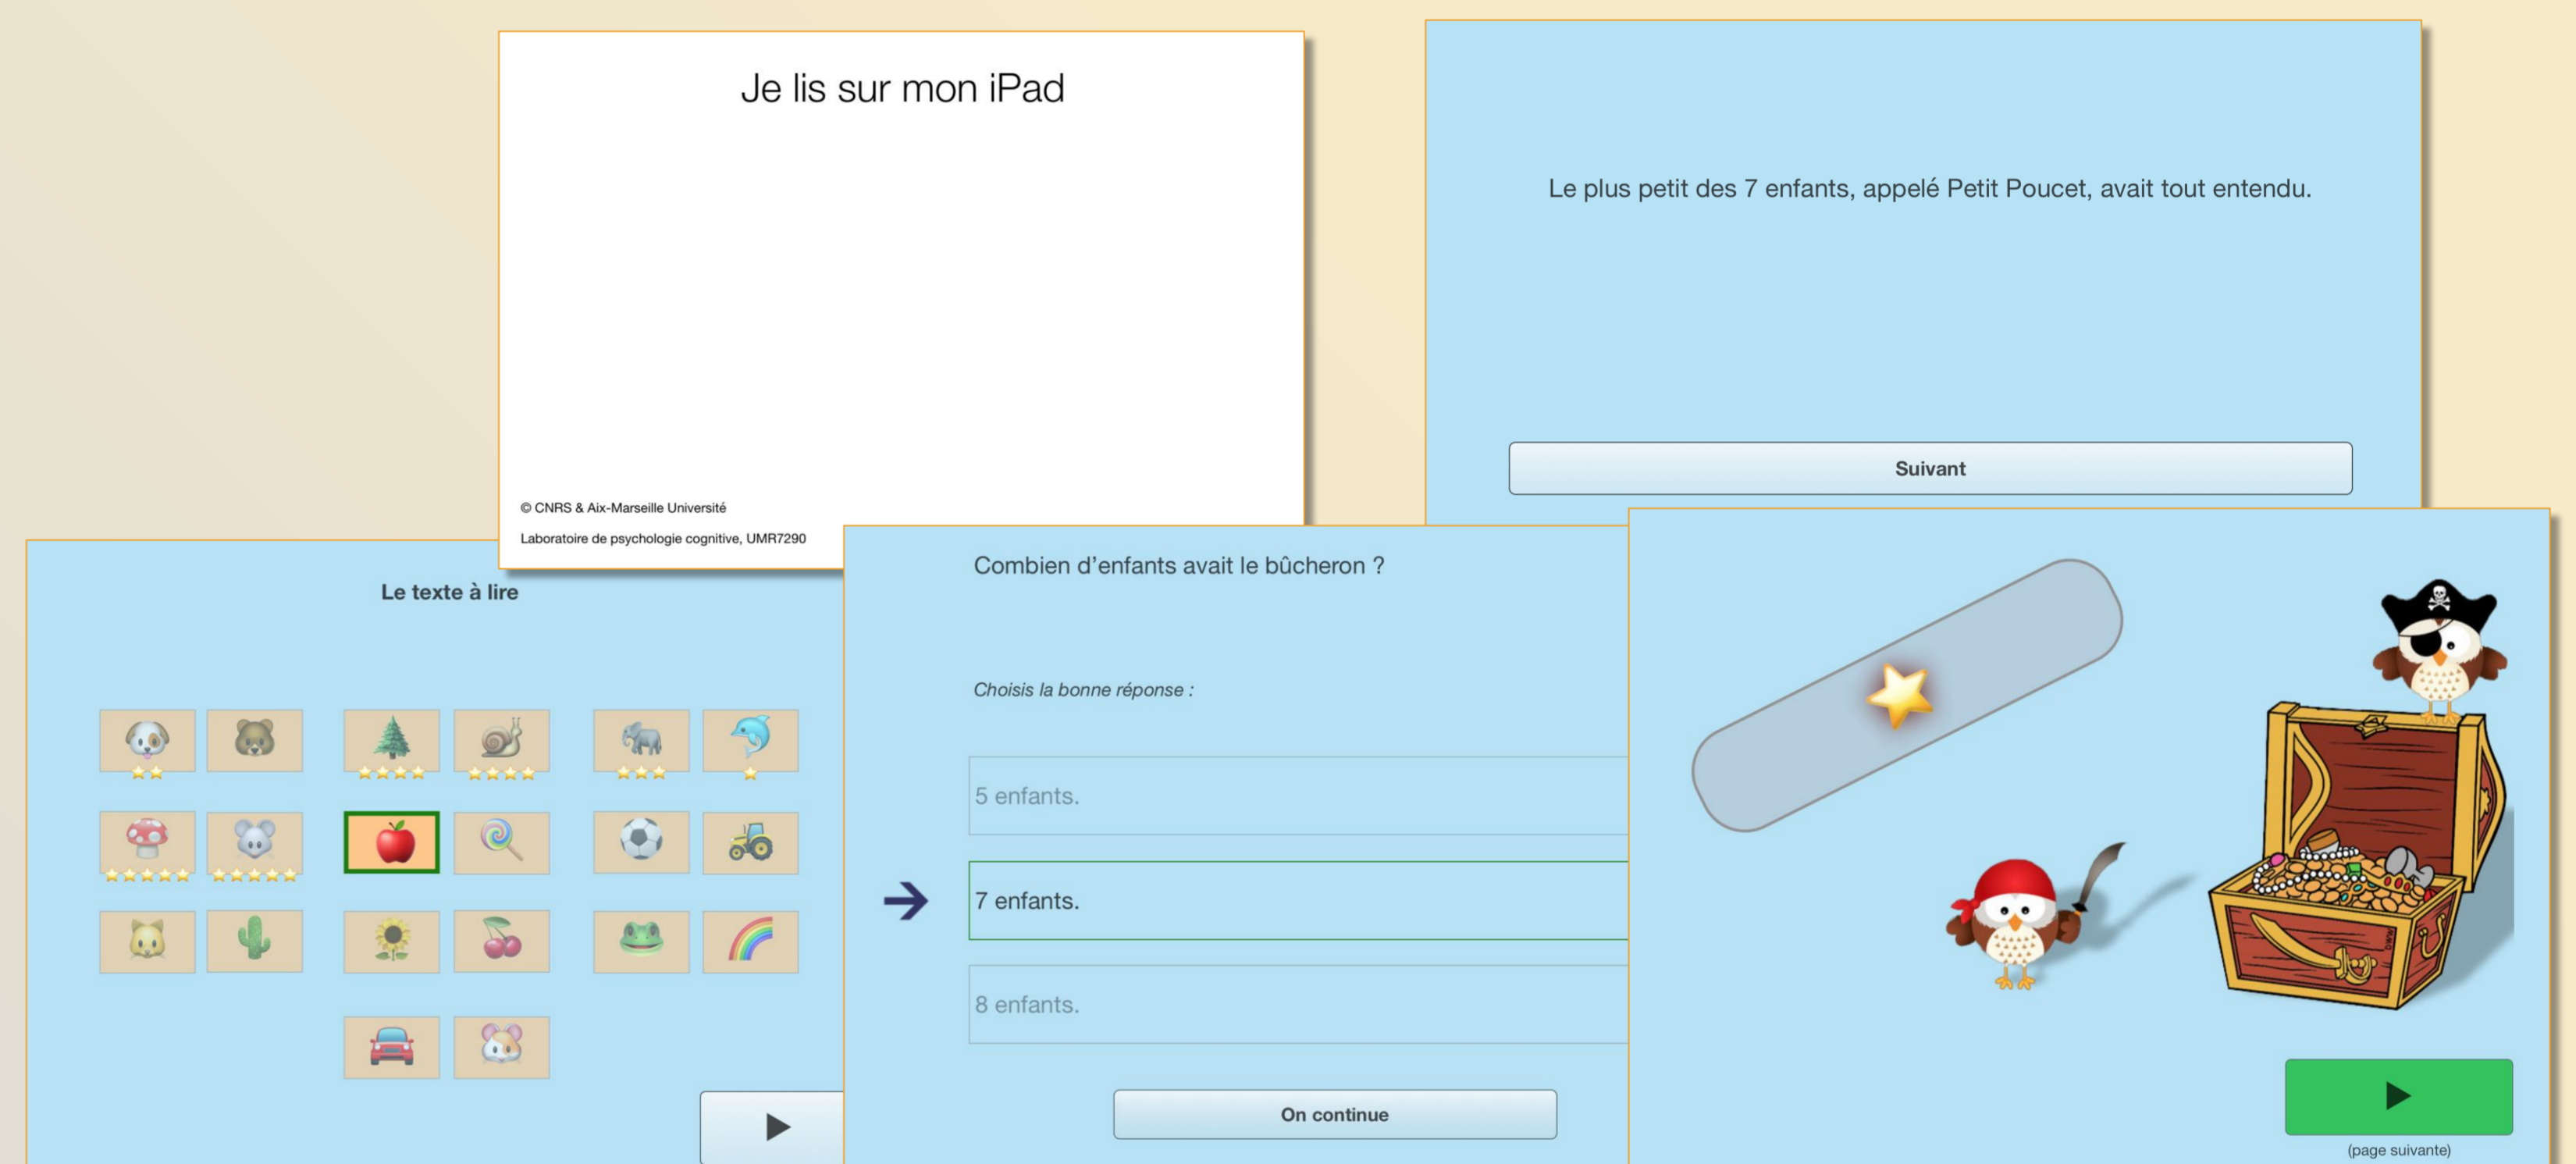 Je lis sur mon iPad
© CNRS & Aix-Marseille Université
Laboratoire de psychologie cognitive, UMR7290
Le plus petit des 7 enfants, appelé Petit Poucet, avait tout entendu.
Suivant
Le texte à lire
Combien d’enfants avait le bûcheron ?
Choisis la bonne réponse :
5 enfants.
7 enfants.
8 enfants.
On continue
(page suivante)